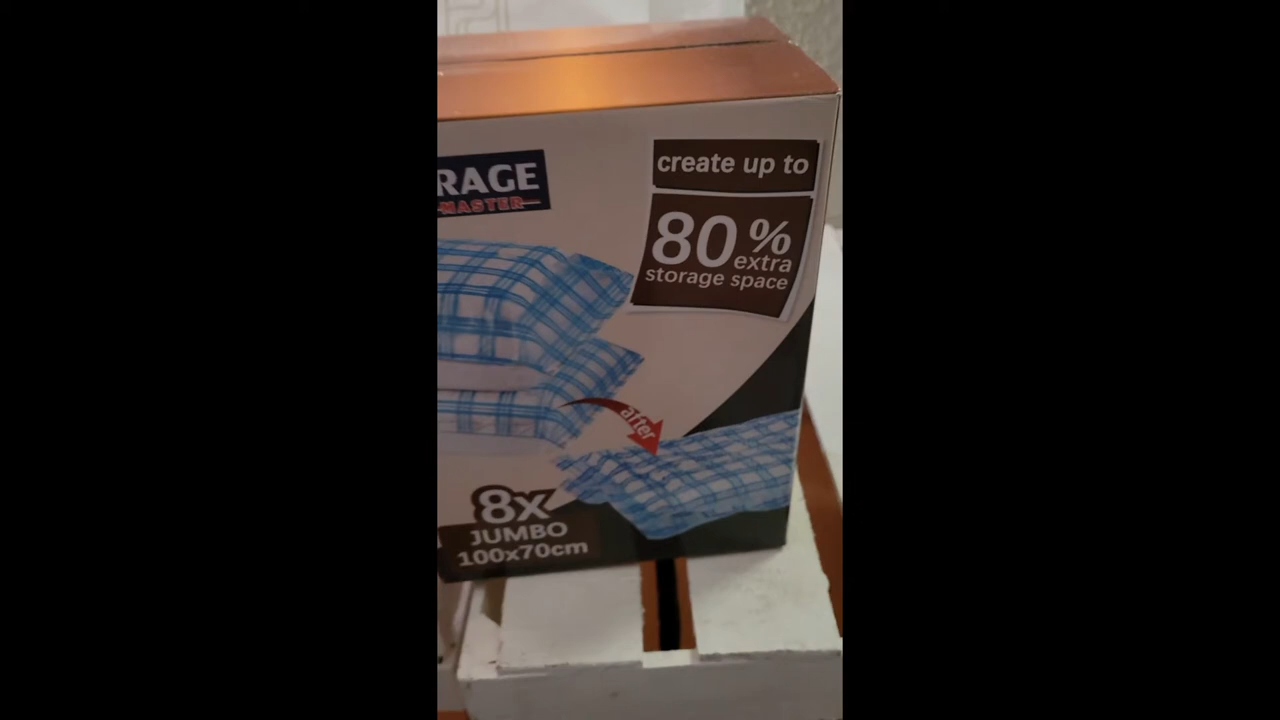 RAGE
MASTER
create up to
80%
extra
storage space
after
8x
JUMBO
100x70cm